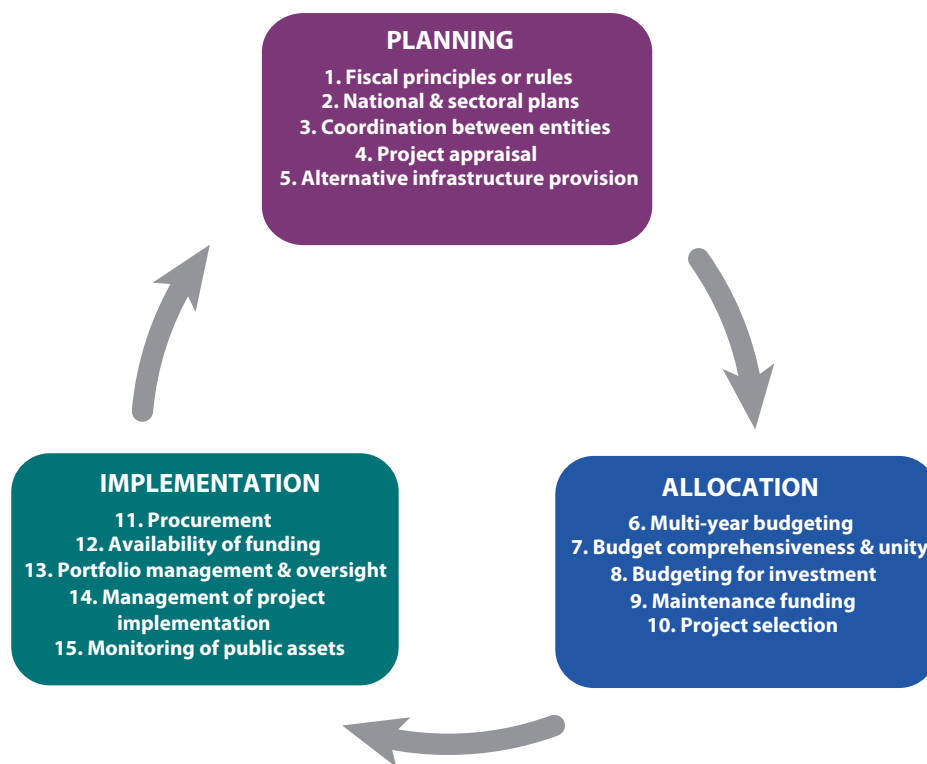 PLANNING
1. Fiscal principles or rules
2. National & sectoral plans
3. Coordination between entities
4. Project appraisal
5. Alternative infrastructure provision
IMPLEMENTATION
11. Procurement
12. Availability of funding
13. Portfolio management & oversight
14. Management of project
implementation
15. Monitoring of public assets
ALLOCATION
6. Multi-year budgeting
7. Budget comprehensiveness & unity
8. Budgeting for investment
9. Maintenance funding
10. Project selection